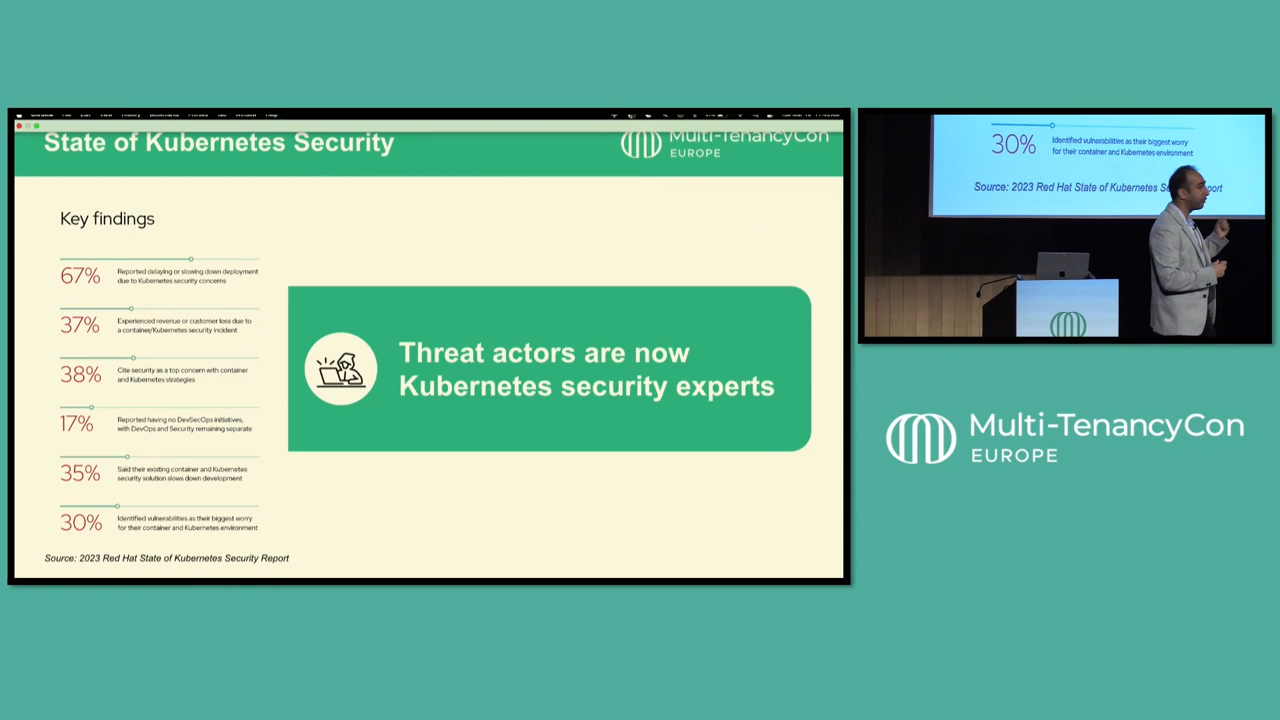 State of Kubernetes Security
Multi-TenancyCon
EUROPE
Key findings
67%
Reported delaying or slowing down deployment
due to Kubernetes security concerns
37%
Experienced revenue or customer loss due to
a container/Kubernetes security incident
38%
Cite security as a top concern with container
and Kubernetes strategies
17%
Reported having no DevSecOps initiatives,
with DevOps and Security remaining separate
35%
Said their existing container and Kubernetes
security solution slows down development
30%
Identified vulnerabilities as their biggest worry
for their container and Kubernetes environment
Source: 2023 Red Hat State of Kubernetes Security Report
Threat actors are now
Kubernetes security experts
30%
Identified vulnerabilities as their biggest worry
for their container and Kubernetes environment
Source: 2023 Red Hat State of Kubernetes
Multi-TenancyCon
EUROPE